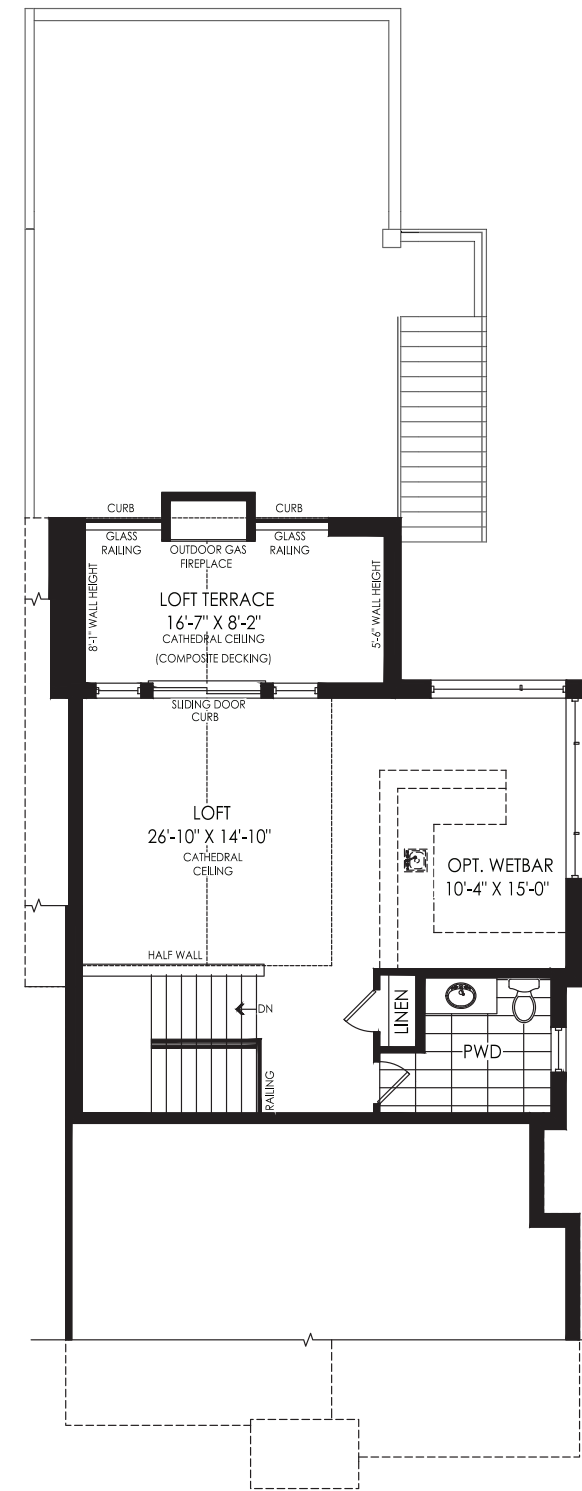 CURB
CURB
GLASS
RAILING
OUTDOOR GAS
FIREPLACE
GLASS
RAILING
8'-1" WALL HEIGHT
LOFT TERRACE
16'-7" X 8'-2"
CATHEDRAL CEILING
(COMPOSITE DECKING)
5'-6" WALL HEIGHT
SLIDING DOOR
CURB
LOFT
26'-10" X 14'-10"
CATHEDRAL
CEILING
OPT. WETBAR
10'-4" X 15'-0"
HALF WALL
DN
LINEN
PWD
RAILING